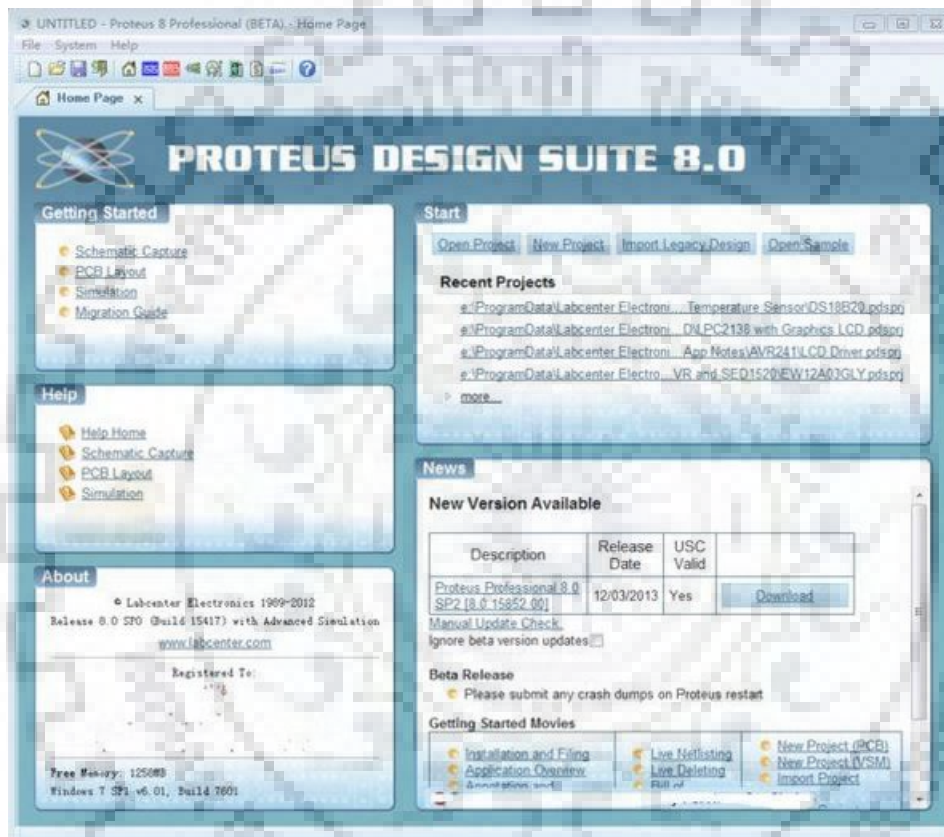 UNTITLED - Proteus 8 Professional (BETA) - Home Page
File System Help
Home Page x
PROTEUS DESIGN SUITE 8.0
Getting Started
Schematic Capture
PCB Layout
Simulation
Migration Guide
Help
Help Home
Schematic Capture
PCB Layout
Simulation
About
© Labcenter Electronics 1989-2012
Release 8.0 SP0 (Build 15417) with Advanced Simulation
www.labcenter.com
Registered To:
Free Memory: 1258MB
Windows 7 SP1 v6.01, Build 7601
Start
Open Project New Project Import Legacy Design Open Sample
Recent Projects
e:\ProgramData\Labcenter Electroni... Temperature Sensor\DS18B20.pdsprj
e:\ProgramData\Labcenter Electroni... D\LPC2138 with Graphics LCD.pdsprj
e:\ProgramData\Labcenter Electroni... App Notes\AVR241\LCD Driver.pdsprj
e:\ProgramData\Labcenter Electro...VR and SED1520\EW12A03GLY.pdsprj
more...
News
New Version Available
Description Release Date USC Valid
Proteus Professional 8.0 SP2 [8.0.15852.00] 12/03/2013 Yes Download
Manual Update Check.
Ignore beta version updates
Beta Release
Please submit any crash dumps on Proteus restart
Getting Started Movies
Installation and Filing Live Netlisting New Project (PCB)
Application Overview Live Deleting New Project (VSM)
Annotation and Bill of Import Project